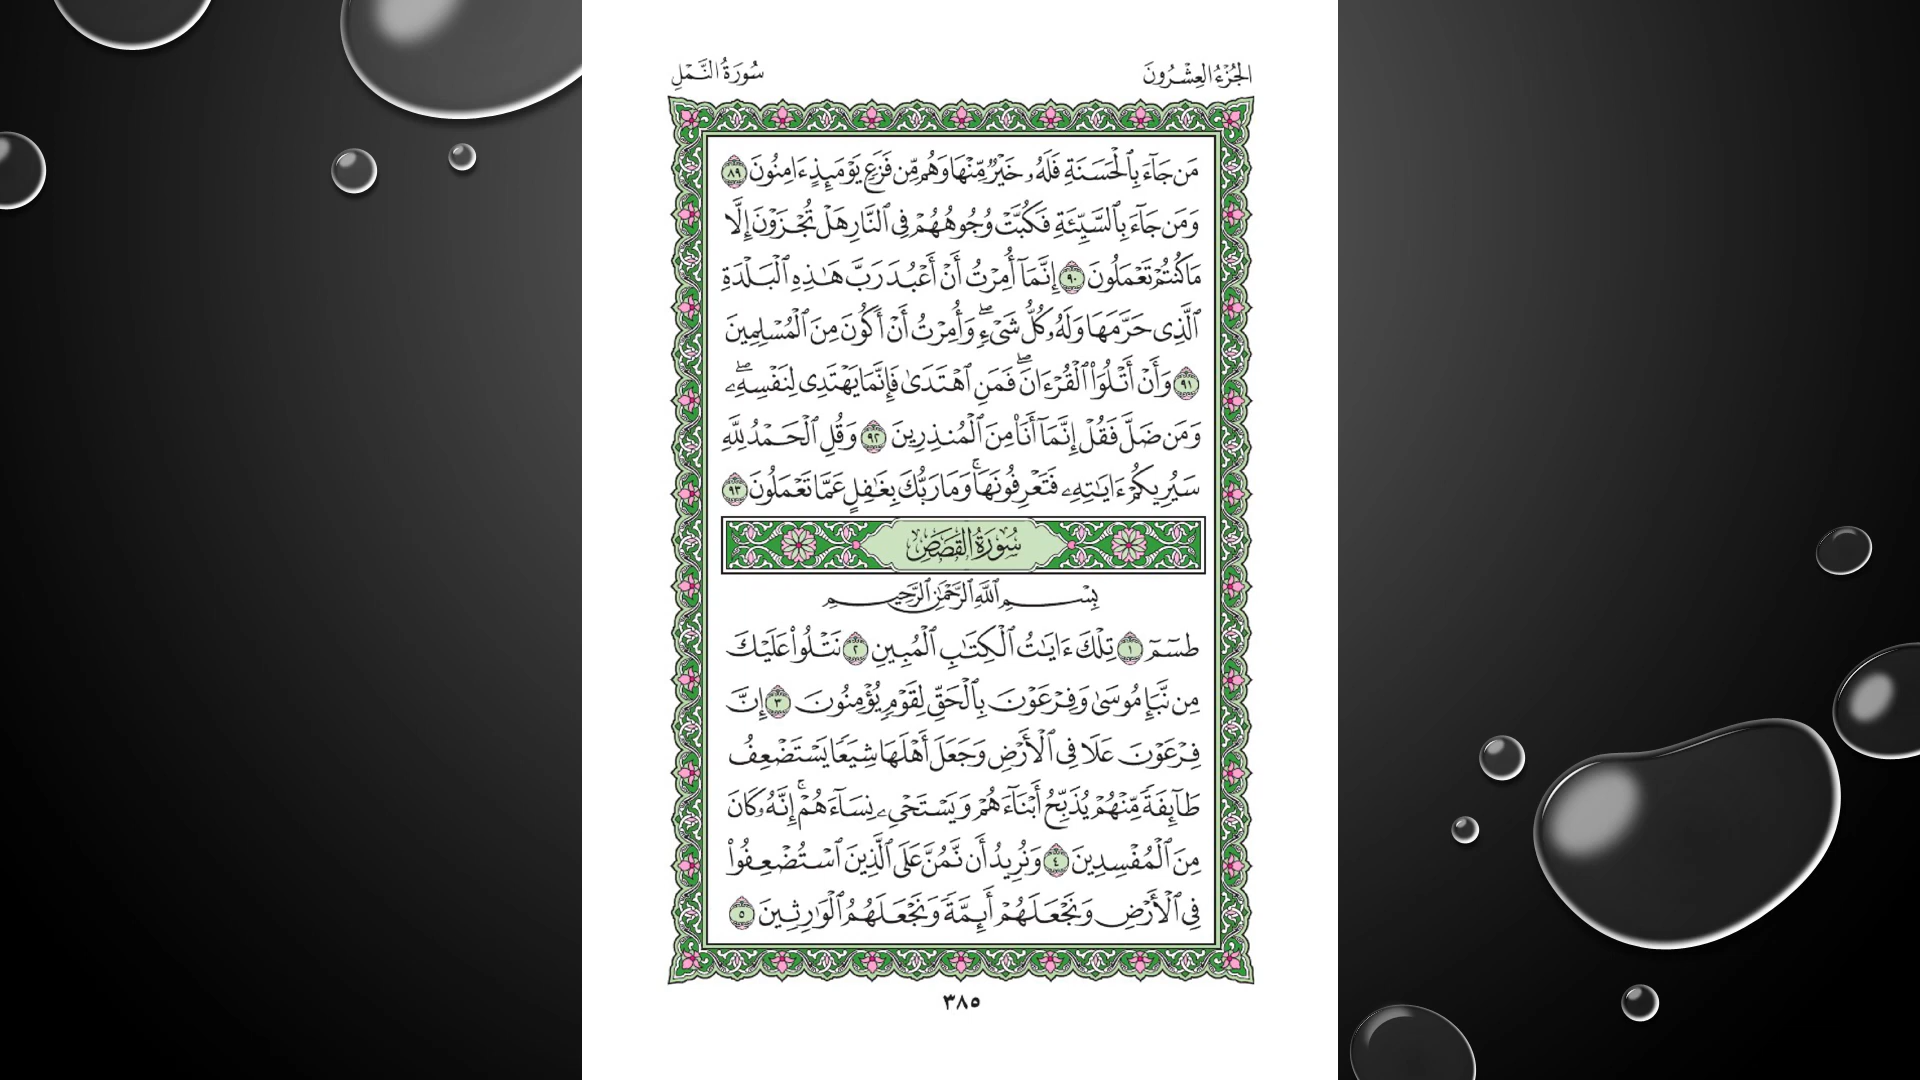 الجُزْءُ العِشْرُونَ
سُورَةُ النَّمْلِ
مَن جَآءَ بِٱلْحَسَنَةِ فَلَهُۥ خَيْرٌ مِّنْهَا وَهُم مِّن فَزَعٍ يَوْمَئِذٍ ءَامِنُونَ ٨٩
وَمَن جَآءَ بِٱلسَّيِّئَةِ فَكُبَّتْ وُجُوهُهُمْ فِى ٱلنَّارِ هَلْ تُجْزَوْنَ إِلَّا
مَا كُنتُمْ تَعْمَلُونَ ٩٠ إِنَّمَآ أُمِرْتُ أَنْ أَعْبُدَ رَبَّ هَـٰذِهِ ٱلْبَلْدَةِ
ٱلَّذِى حَرَّمَهَا وَلَهُۥ كُلُّ شَىْءٍۖ وَأُمِرْتُ أَنْ أَكُونَ مِنَ ٱلْمُسْلِمِينَ
٩١ وَأَنْ أَتْلُوَا۟ ٱلْقُرْءَانَۖ فَمَنِ ٱهْتَدَىٰ فَإِنَّمَا يَهْتَدِى لِنَفْسِهِۦۖ
وَمَن ضَلَّ فَقُلْ إِنَّمَآ أَنَا۠ مِنَ ٱلْمُنذِرِينَ ٩٢ وَقُلِ ٱلْحَمْدُ لِلَّهِ
سَيُرِيكُمْ ءَايَـٰتِهِۦ فَتَعْرِفُونَهَاۚ وَمَا رَبُّكَ بِغَـٰفِلٍ عَمَّا تَعْمَلُونَ ٩٣
سُورَةُ القَصَصِ
بِسْمِ ٱللَّهِ ٱلرَّحْمَـٰنِ ٱلرَّحِيمِ
طسٓمٓ ١ تِلْكَ ءَايَـٰتُ ٱلْكِتَـٰبِ ٱلْمُبِينِ ٢ نَتْلُوا۟ عَلَيْكَ
مِن نَّبَإِ مُوسَىٰ وَفِرْعَوْنَ بِٱلْحَقِّ لِقَوْمٍ يُؤْمِنُونَ ٣ إِنَّ
فِرْعَوْنَ عَلَا فِى ٱلْأَرْضِ وَجَعَلَ أَهْلَهَا شِيَعًا يَسْتَضْعِفُ
طَآئِفَةً مِّنْهُمْ يُذَبِّحُ أَبْنَآءَهُمْ وَيَسْتَحْىِۦ نِسَآءَهُمْۚ إِنَّهُۥ كَانَ
مِنَ ٱلْمُفْسِدِينَ ٤ وَنُرِيدُ أَن نَّمُنَّ عَلَى ٱلَّذِينَ ٱسْتُضْعِفُوا۟
فِى ٱلْأَرْضِ وَنَجْعَلَهُمْ أَئِمَّةً وَنَجْعَلَهُمُ ٱلْوَٰرِثِينَ ٥
٣٨٥